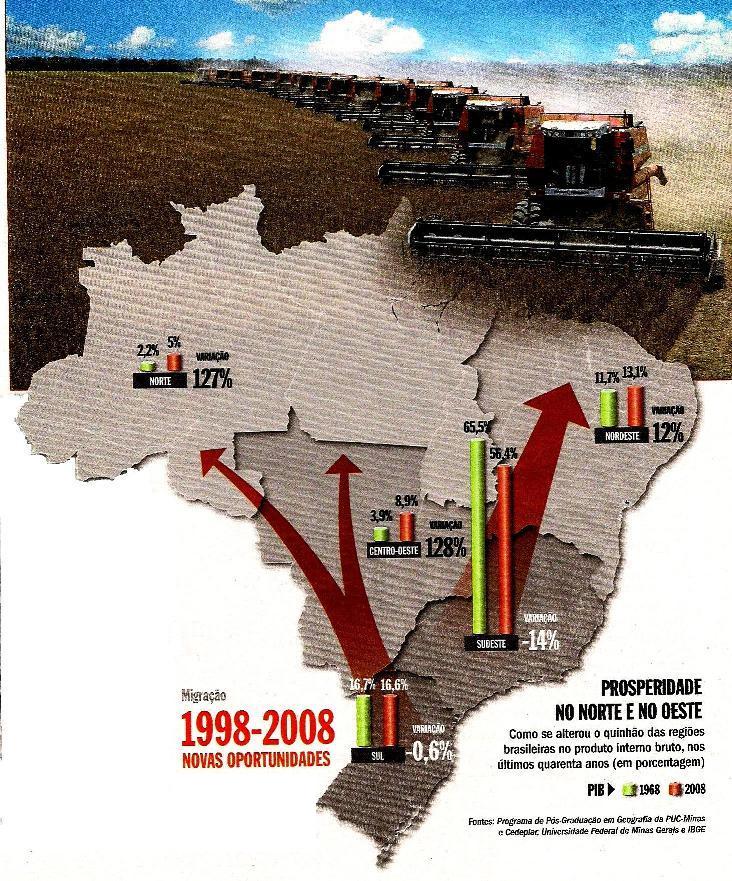 2,2% 5%
VARIAÇÃO
NORTE 127%
11,7% 13,1%
VARIAÇÃO
NORDESTE 12%
65,5%
56,4%
3,9% 8,9%
VARIAÇÃO
CENTRO-OESTE 128%
VARIAÇÃO
SUDESTE -14%
16,7% 16,6%
VARIAÇÃO
SUL -0,6%
Migração
1998-2008
NOVAS OPORTUNIDADES
PROSPERIDADE
NO NORTE E NO OESTE
Como se alterou o quinhão das regiões
brasileiras no produto interno bruto, nos
últimos quarenta anos (em porcentagem)
PIB 1968 2008
Fontes: Programa de Pós-Graduação em Geografia da PUC-Minas
e Cedeplar, Universidade Federal de Minas Gerais e IBGE